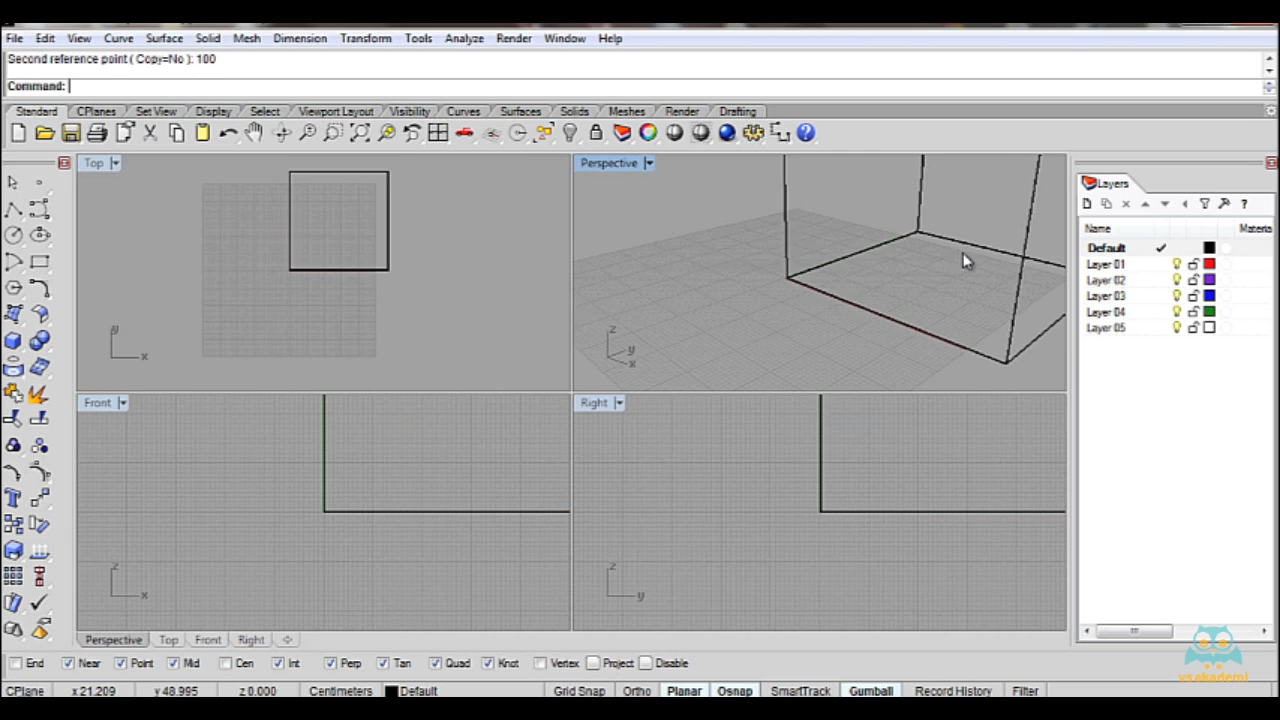 File Edit View Curve Surface Solid Mesh Dimension Transform Tools Analyze Render Window Help
Second reference point ( Copy=No ): 100
Command:
Standard CPlanes Set View Display Select Viewport Layout Visibility Curves Surfaces Solids Meshes Render Drafting
Top
Perspective
Layers
Name Materia
Default
Layer 01
Layer 02
Layer 03
Layer 04
Layer 05
y
x
z
y
x
Front
Right
z
x
z
y
Perspective Top Front Right
End Near Point Mid Cen Int Perp Tan Quad Knot Vertex Project Disable
vsakademi
CPlane x 21.209 y 48.995 z 0.000 Centimeters Default Grid Snap Ortho Planar Osnap SmartTrack Gumball Record History Filter